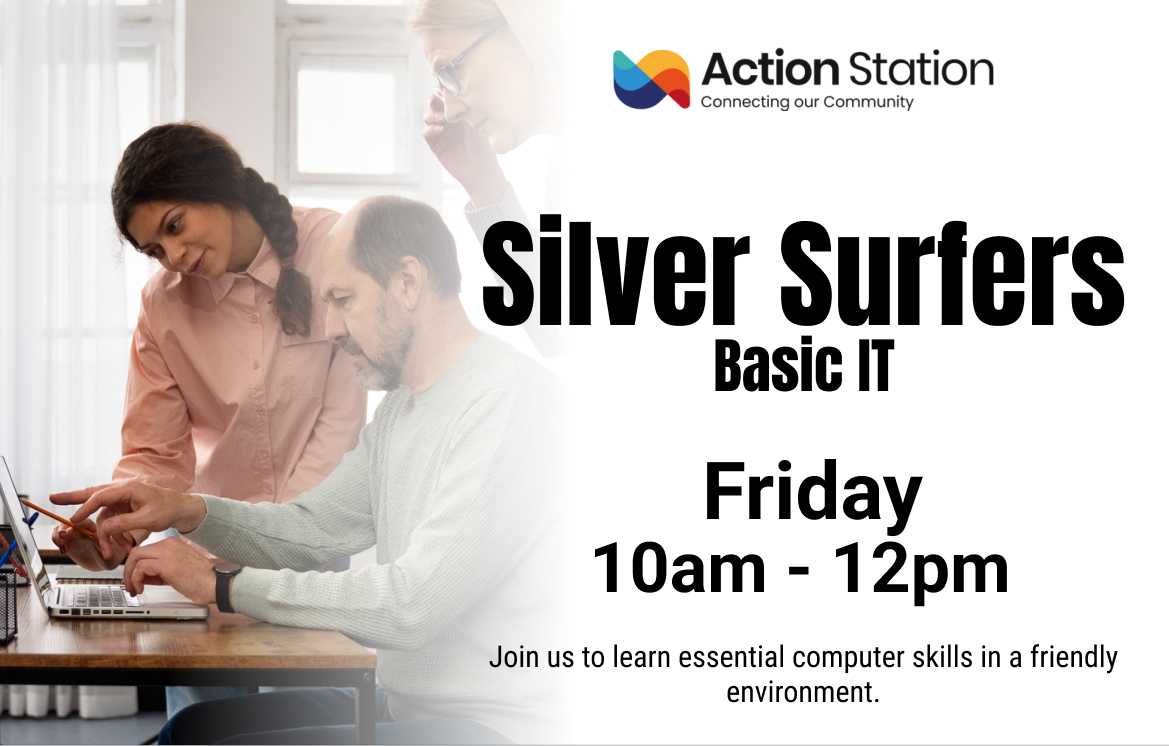 Action Station
Connecting our Community
Silver Surfers
Basic IT
Friday
10am - 12pm
Join us to learn essential computer skills in a friendly
environment.